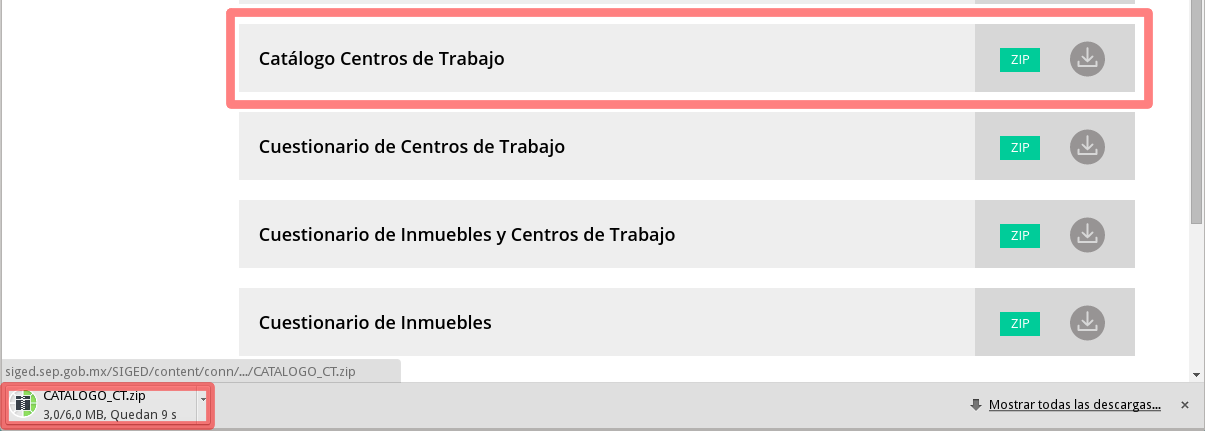 Catálogo Centros de Trabajo ZIP
Cuestionario de Centros de Trabajo ZIP
Cuestionario de Inmuebles y Centros de Trabajo ZIP
Cuestionario de Inmuebles ZIP
siged.sep.gob.mx/SIGED/content/conn/.../CATALOGO_CT.zip
CATALOGO_CT.zip
3,0/6,0 MB, Quedan 9 s
Mostrar todas las descargas...